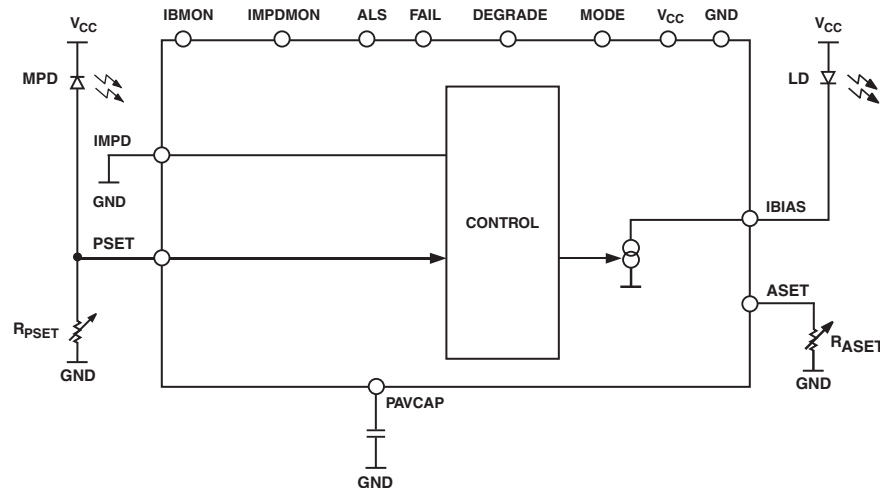 IBMON IMPDMON ALS FAIL DEGRADE MODE VCC GND
VCC
VCC
MPD
LD
IMPD
GND
CONTROL
IBIAS
PSET
ASET
RPSET
GND
RASET
GND
PAVCAP
GND